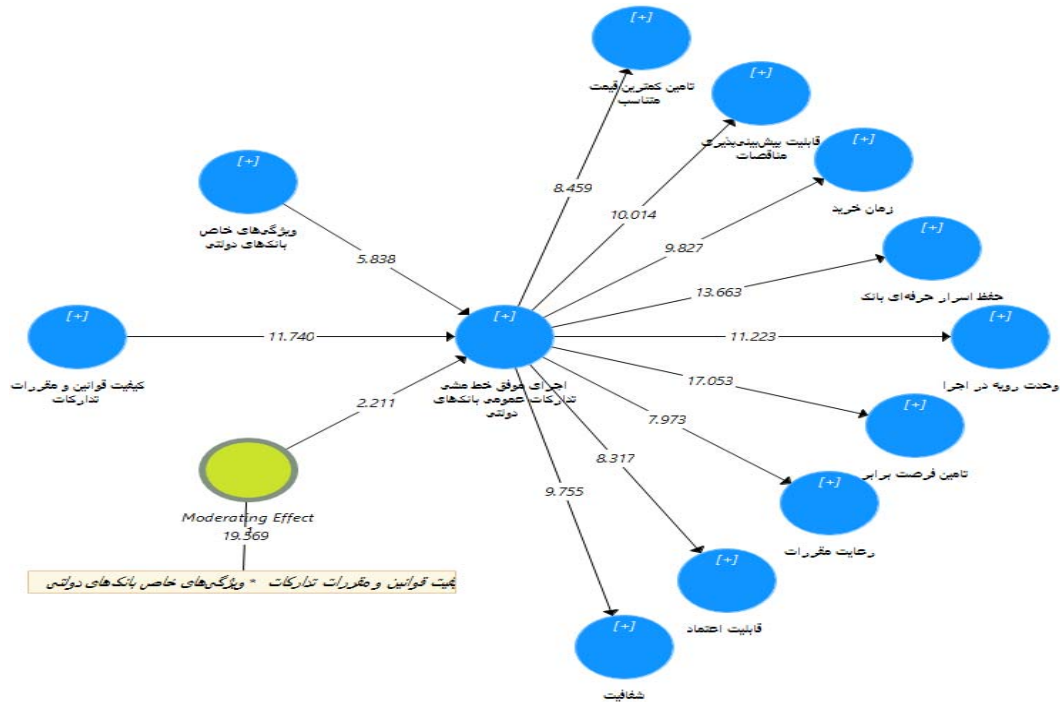 [+]
تامین کمترین قیمت
متناسب
[+]
قابلیت پیش‌بینی‌پذیری
مناقصات
[+]
زمان خرید
[+]
ویژگی‌های خاص
بانک‌های دولتی
[+]
حفظ اسرار حرفه‌ای بانک
8.459
10.014
9.827
5.838
13.663
[+]
کیفیت قوانین و مقررات
تدارکات
11.740
[+]
اجرای موفق خط مشی
تدارکات عمومی بانک‌های
دولتی
11.223
[+]
وحدت رویه در اجرا
2.211
17.053
[+]
تامین فرصت برابر
7.973
8.317
9.755
[+]
رعایت مقررات
Moderating Effect
1
19.369
یفیت قوانین و مقررات تدارکات * ویژگی‌های خاص بانک‌های دولتی
[+]
قابلیت اعتماد
[+]
شفافیت